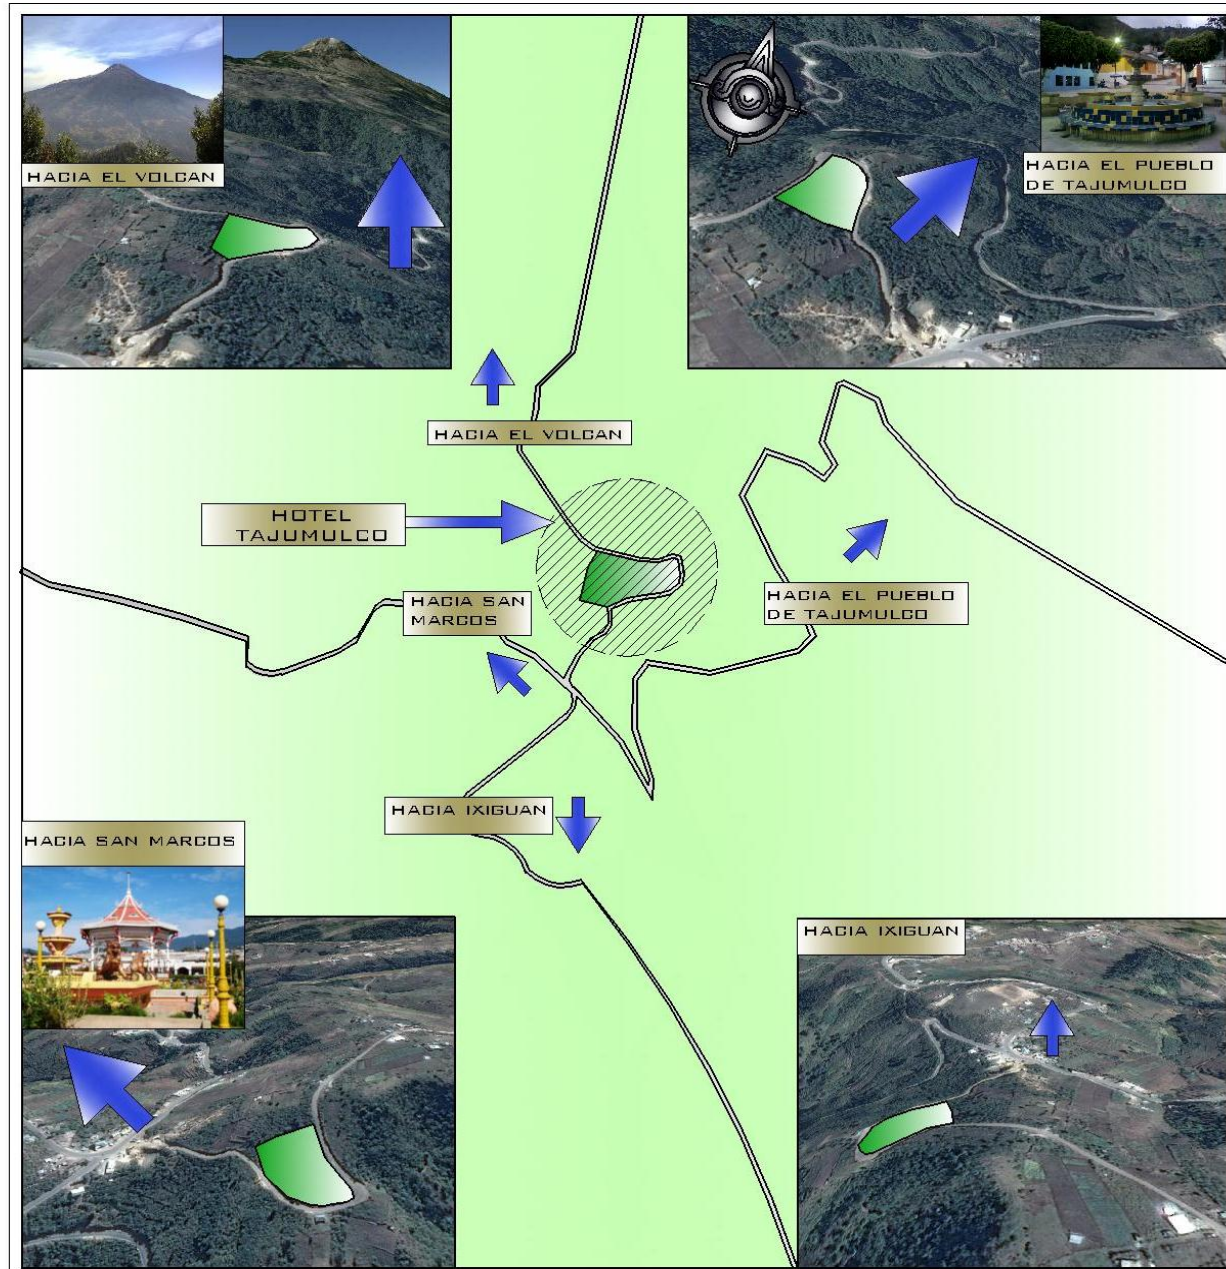 HACIA EL VOLCAN
HACIA EL PUEBLO
DE TAJUMULCO
HACIA EL VOLCAN
HOTEL
TAJUMULCO
HACIA SAN
MARCOS
HACIA EL PUEBLO
DE TAJUMULCO
HACIA IXIGUAN
HACIA SAN MARCOS
HACIA IXIGUAN